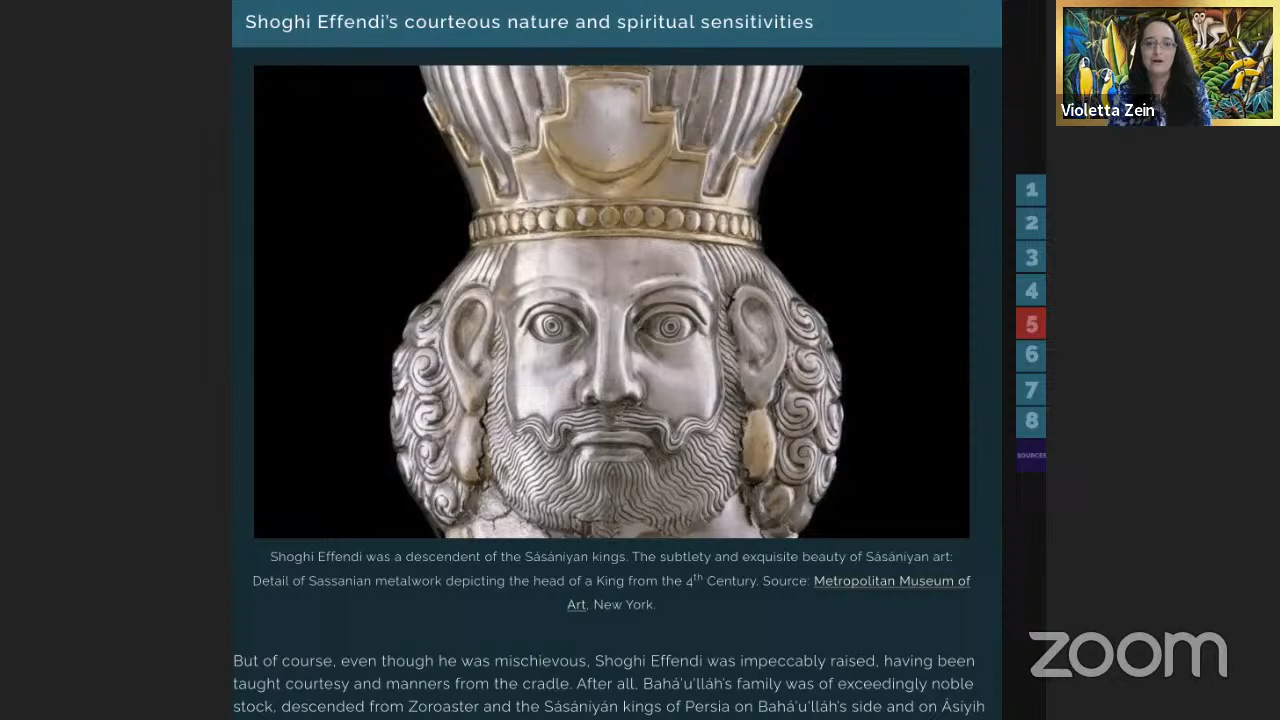 Shoghi Effendi's courteous nature and spiritual sensitivities
Violetta Zein
1
2
3
4
5
6
7
8
SOURCES
Shoghi Effendi was a descendent of the Sásániyan kings. The subtlety and exquisite beauty of Sásániyan art:
Detail of Sassanian metalwork depicting the head of a King from the 4th Century. Source: Metropolitan Museum of
Art, New York.
But of course, even though he was mischievous, Shoghi Effendi was impeccably raised, having been
taught courtesy and manners from the cradle. After all, Bahá'u'lláh's family was of exceedingly noble
stock, descended from Zoroaster and the Sásániyán kings of Persia on Bahá'u'lláh's side and on Ásíyih
zoom